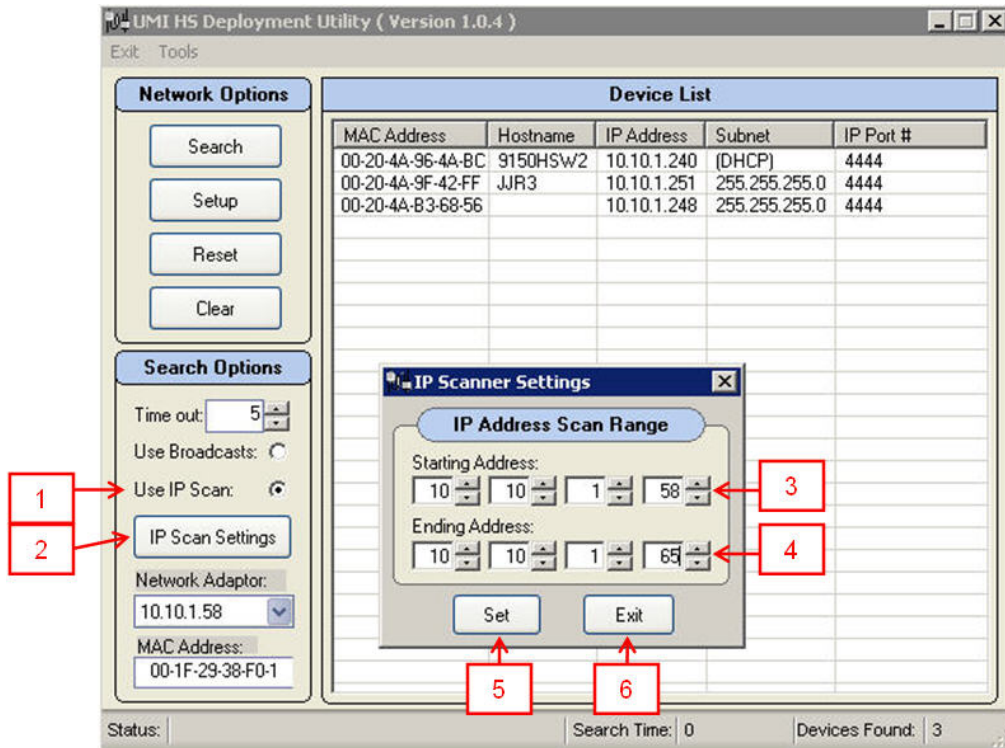 UMI HS Deployment Utility ( Version 1.0.4 )
Exit Tools
Network Options
Search
Setup
Reset
Clear
Search Options
Time out: 5
Use Broadcasts:
1
Use IP Scan:
2
IP Scan Settings
Network Adaptor:
10.10.1.58
MAC Address:
00-1F-29-38-F0-1
Device List
MAC Address Hostname IP Address Subnet IP Port #
00-20-4A-96-4A-BC 9150HSW2 10.10.1.240 (DHCP) 4444
00-20-4A-9F-42-FF JJR3 10.10.1.251 255.255.255.0 4444
00-20-4A-B3-68-56 10.10.1.248 255.255.255.0 4444
IP Scanner Settings
IP Address Scan Range
Starting Address:
10 10 1 58
3
Ending Address:
10 10 1 65
4
Set Exit
5 6
Status: Search Time: 0 Devices Found: 3